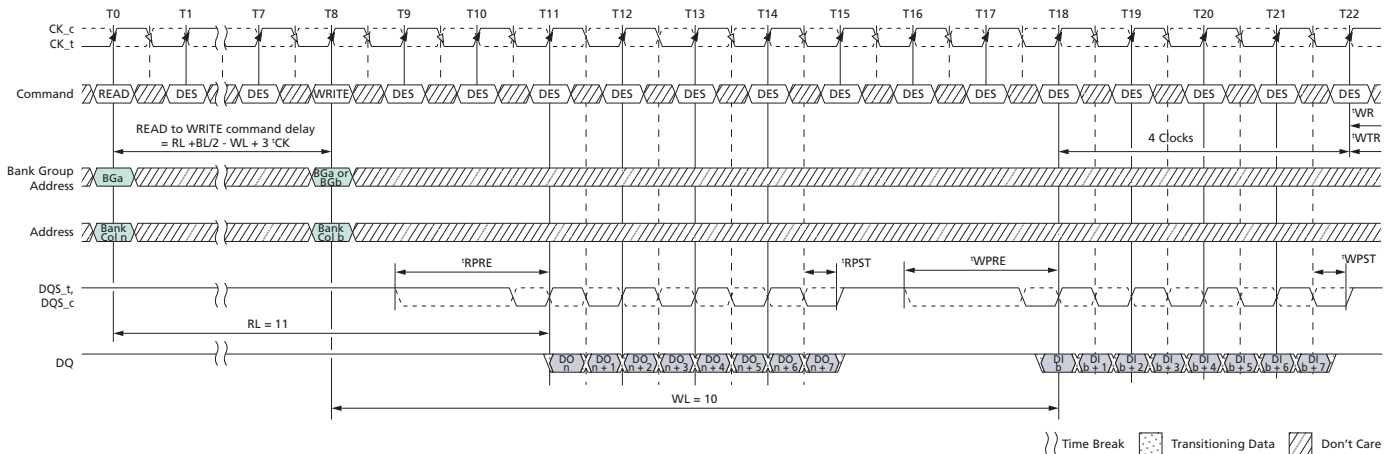 T0 T1 T7 T8 T9 T10 T11 T12 T13 T14 T15 T16 T17 T18 T19 T20 T21 T22
CK_c
CK_t
Command READ DES DES WRITE DES DES DES DES DES DES DES DES DES DES DES DES DES DES
READ to WRITE command delay
= RL +BL/2 - WL + 3 tCK
tWR
4 Clocks tWTR
Bank Group
Address
BGa
BGa or
BGb
Address
Bank
Col n
Bank
Col b
tRPRE tRPST tWPRE tWPST
DQS_t,
DQS_c
RL = 11
DQ
DO
n
DO
n + 1
DO
n + 2
DO
n + 3
DO
n + 4
DO
n + 5
DO
n + 6
DO
n + 7
DI
b
DI
b + 1
DI
b + 2
DI
b + 3
DI
b + 4
DI
b + 5
DI
b + 6
DI
b + 7
WL = 10
Time Break Transitioning Data Don't Care